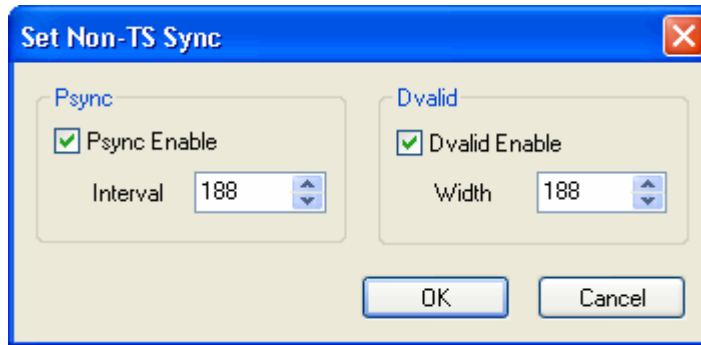 Set Non-TS Sync
Psync
Psync Enable
Interval 188
Dvalid
Dvalid Enable
Width 188
OK
Cancel